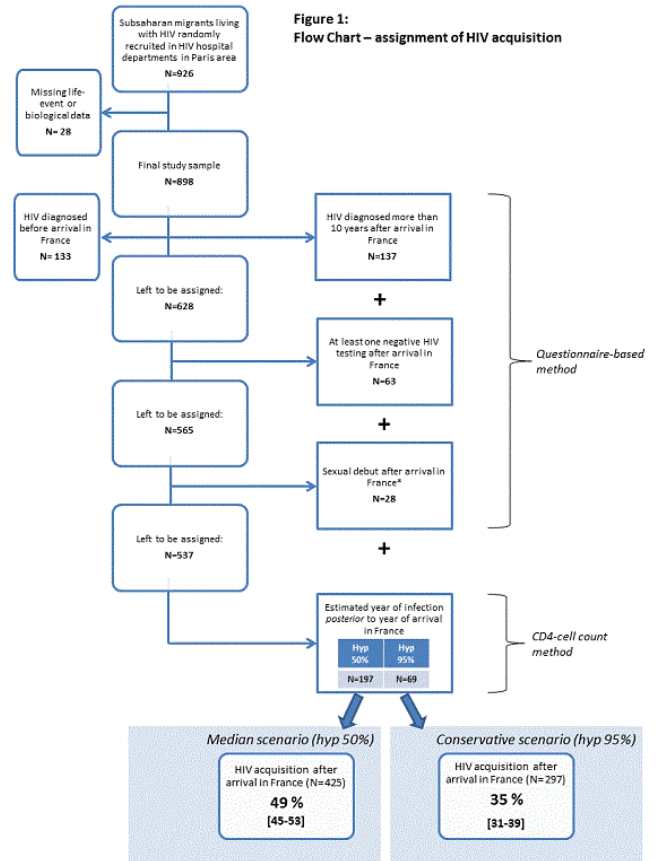 Figure 1:
Flow Chart – assignment of HIV acquisition
Subsaharan migrants living
with HIV randomly
recruited in HIV hospital
departments in Paris area
N=926
Missing life-
event or
biological data
N= 28
Final study sample
N=898
HIV diagnosed
before arrival in
France
N= 133
HIV diagnosed more than
10 years after arrival in
France
N=137
+
Left to be assigned:
N=628
At least one negative HIV
testing after arrival in
France
N=63
Questionnaire-based
method
+
Left to be assigned:
N=565
Sexual debut after arrival in
France*
N=28
+
Left to be assigned:
N=537
Estimated year of infection
posterior to year of arrival
in France
Hyp Hyp
50% 95%
N=197 N=69
CD4-cell count
method
Median scenario (hyp 50%)
HIV acquisition after
arrival in France (N=425)
49 %
[45-53]
Conservative scenario (hyp 95%)
HIV acquisition after
arrival in France (N=297)
35 %
[31-39]